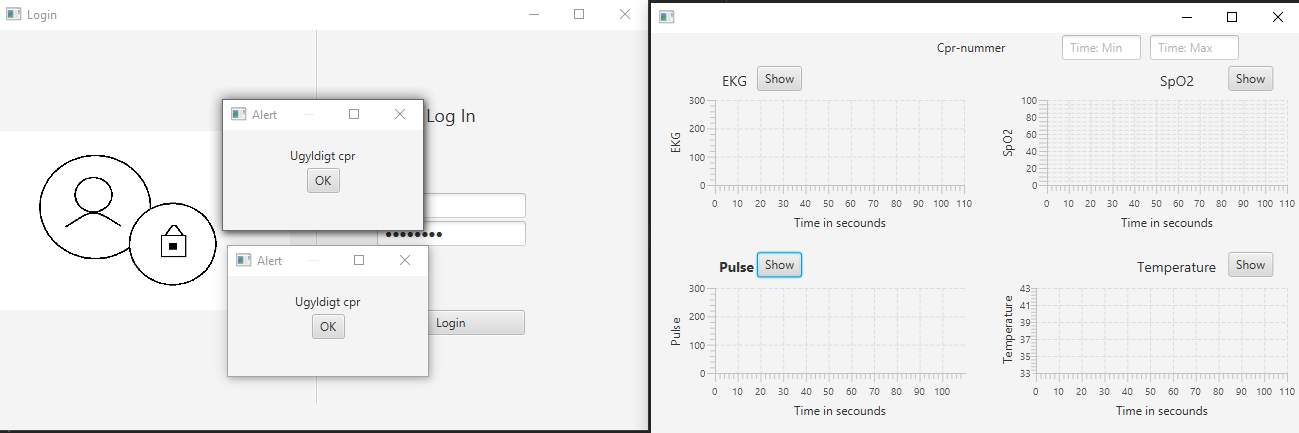 Login
Log In
Alert
Ugyldigt cpr
OK
Alert
Ugyldigt cpr
OK
Login
Cpr-nummer
Time: Min
Time: Max
EKG
Show
300
200
100
0
EKG
0 10 20 30 40 50 60 70 80 90 100 110
Time in seconds
SpO2
Show
100
80
60
40
20
0
SpO2
0 10 20 30 40 50 60 70 80 90 100 110
Time in seconds
Pulse
Show
300
200
100
0
Pulse
0 10 20 30 40 50 60 70 80 90 100
Time in seconds
Temperature
Show
43
41
39
37
35
33
Temperature
0 10 20 30 40 50 60 70 80 90 100 110
Time in seconds